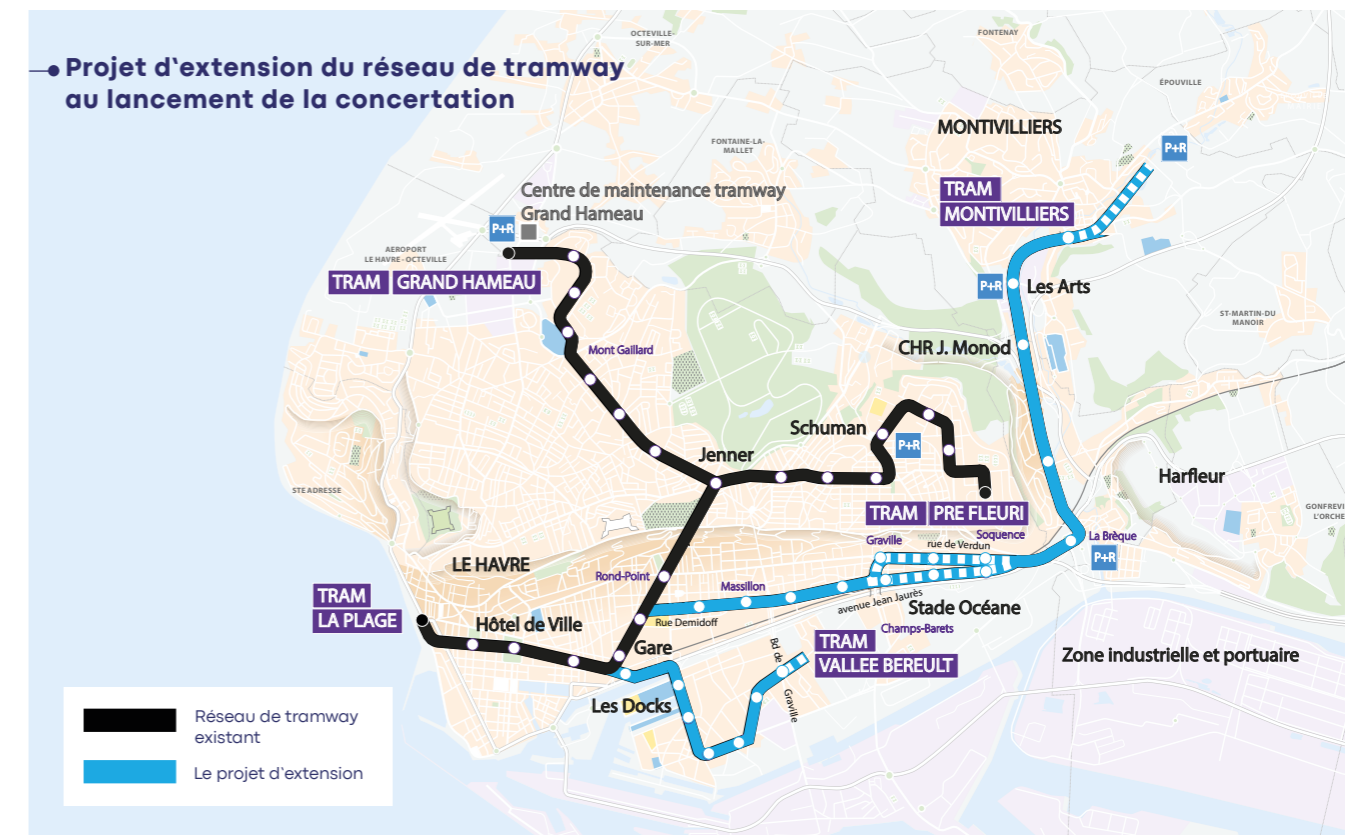 Projet d'extension du réseau de tramway
au lancement de la concertation
OCTEVILLE-
SUR-MER
FONTENAY
ÉPOUVILLE
MONTIVILLIERS
FONTAINE-LA-
MALLET
P+R
Centre de maintenance tramway
Grand Hameau
TRAM
MONTIVILLIERS
P+R
AEROPORT
LE HAVRE - OCTEVILLE
TRAM GRAND HAMEAU
P+R
Les Arts
ST-MARTIN-DU
MANOIR
CHR J. Monod
Mont Gaillard
Schuman
P+R
Jenner
Harfleur
STE ADRESSE
TRAM PRE FLEURI
GONFREVI
L'ORCHE
Graville
rue de Verdun
Soquence
La Brèque
P+R
LE HAVRE
Rond-Point
Massillon
TRAM
LA PLAGE
avenue Jean Jaurès
Stade Océane
Hôtel de Ville
Rue Demidoff
Champs-Barets
Gare
Bd de
Graville
TRAM
VALLEE BEREULT
Zone industrielle et portuaire
Les Docks
Réseau de tramway
existant
Le projet d'extension